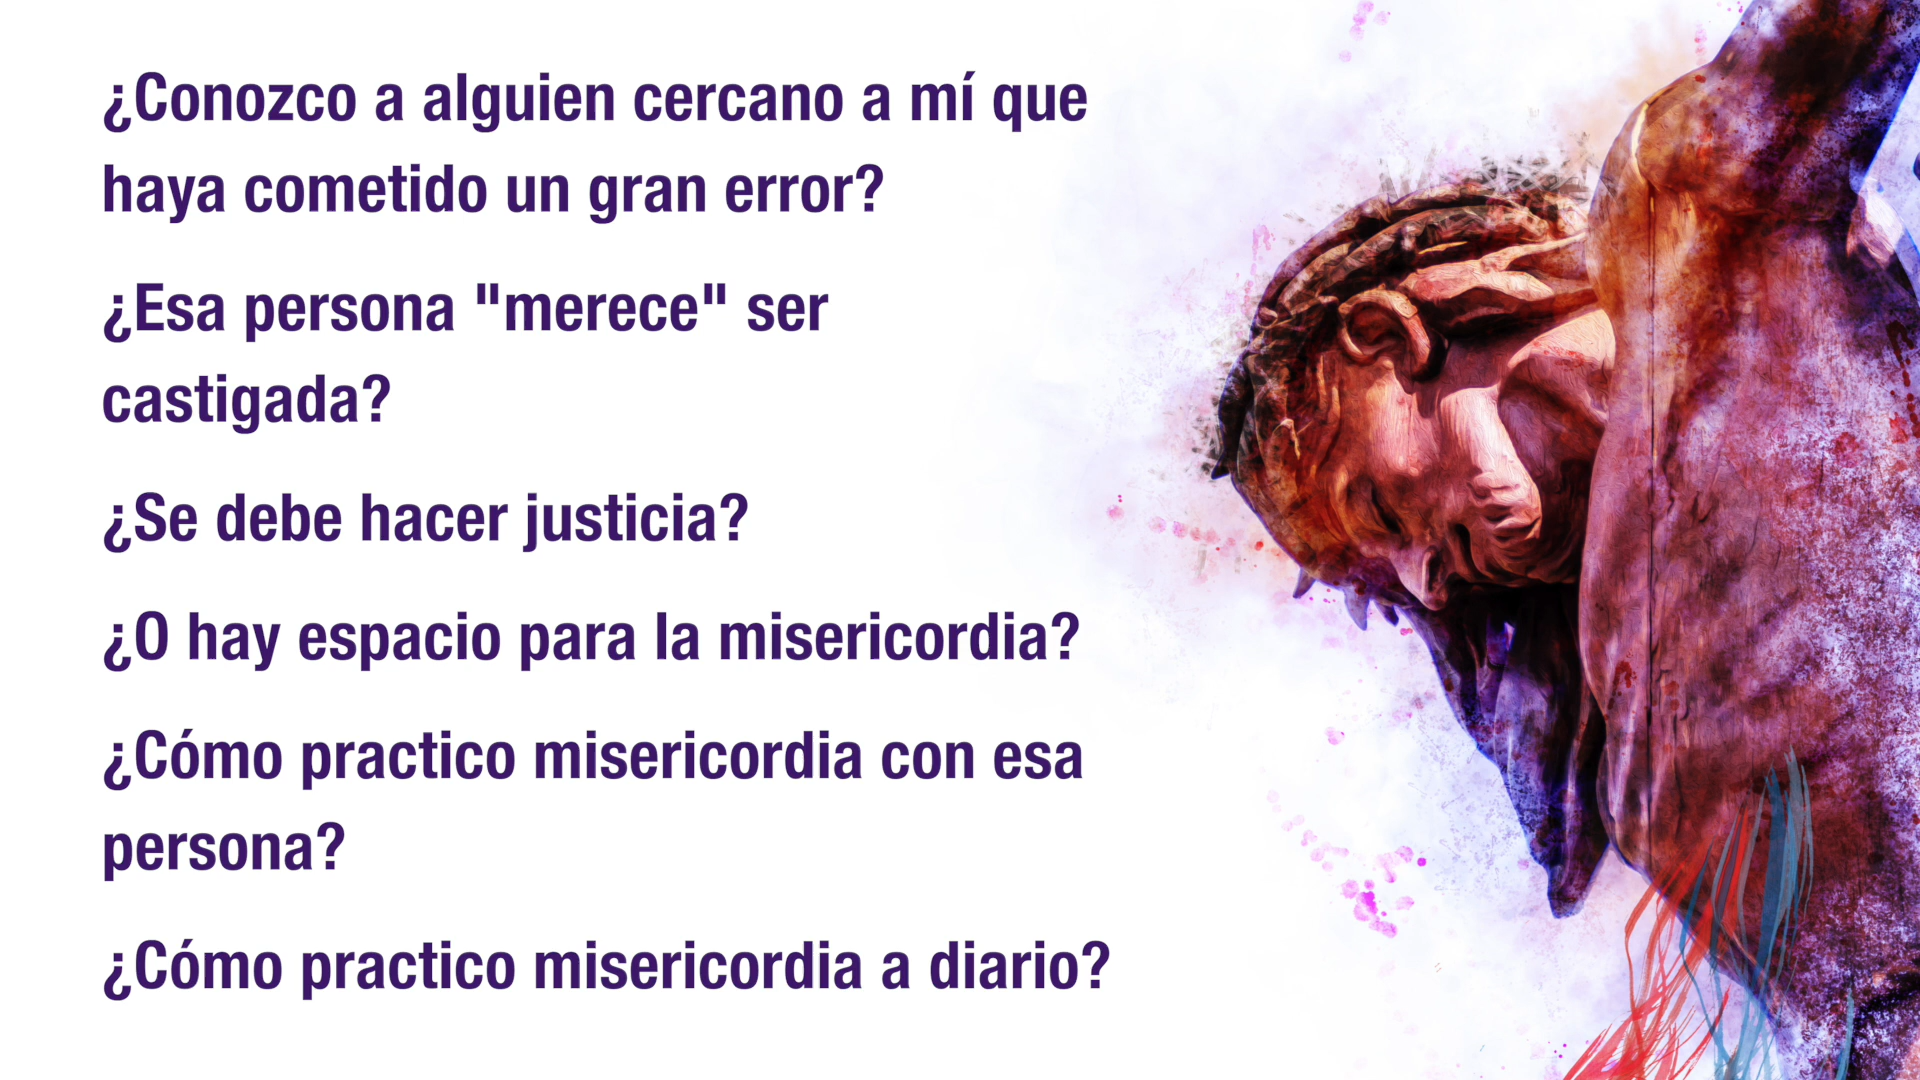 ¿Conozco a alguien cercano a mí que
haya cometido un gran error?
¿Esa persona "merece" ser
castigada?
¿Se debe hacer justicia?
¿O hay espacio para la misericordia?
¿Cómo practico misericordia con esa
persona?
¿Cómo practico misericordia a diario?